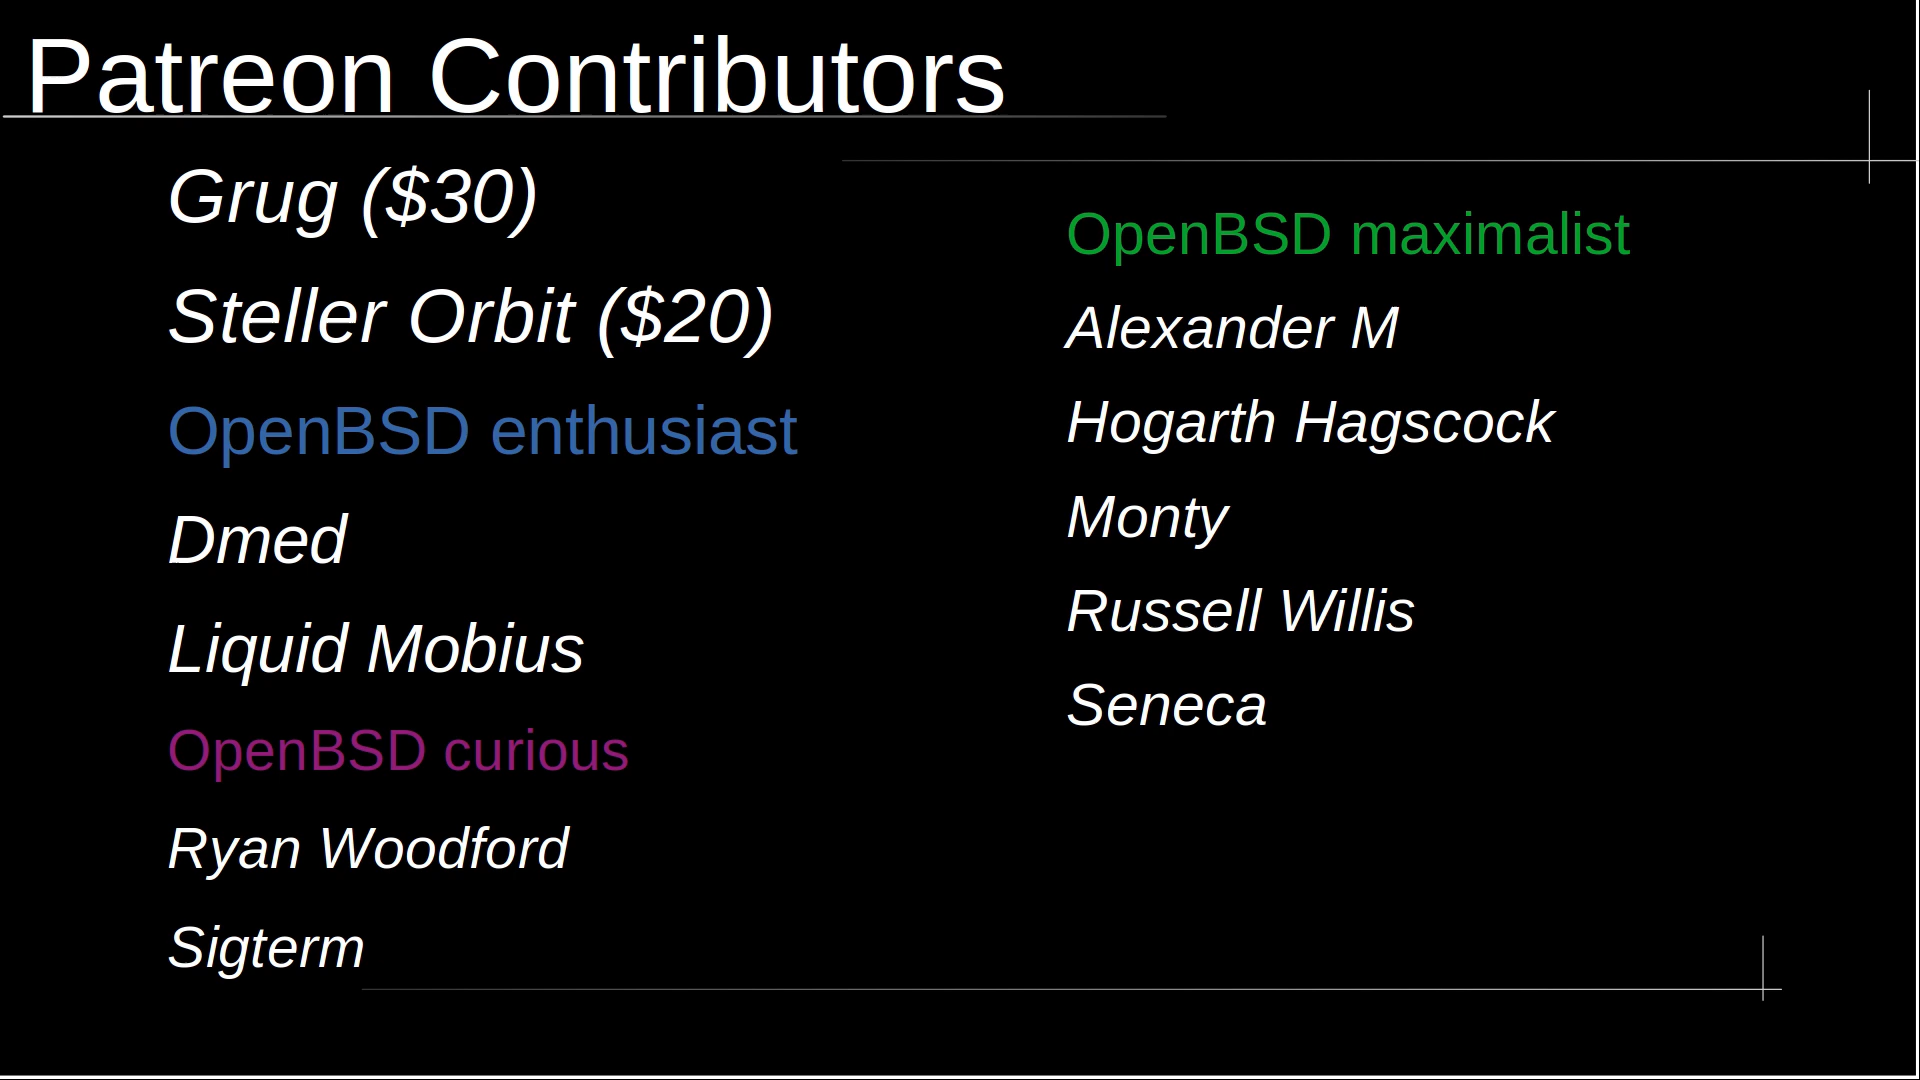 Patreon Contributors
Grug ($30)
Steller Orbit ($20)
OpenBSD enthusiast
Dmed
Liquid Mobius
OpenBSD curious
Ryan Woodford
Sigterm
OpenBSD maximalist
Alexander M
Hogarth Hagscock
Monty
Russell Willis
Seneca